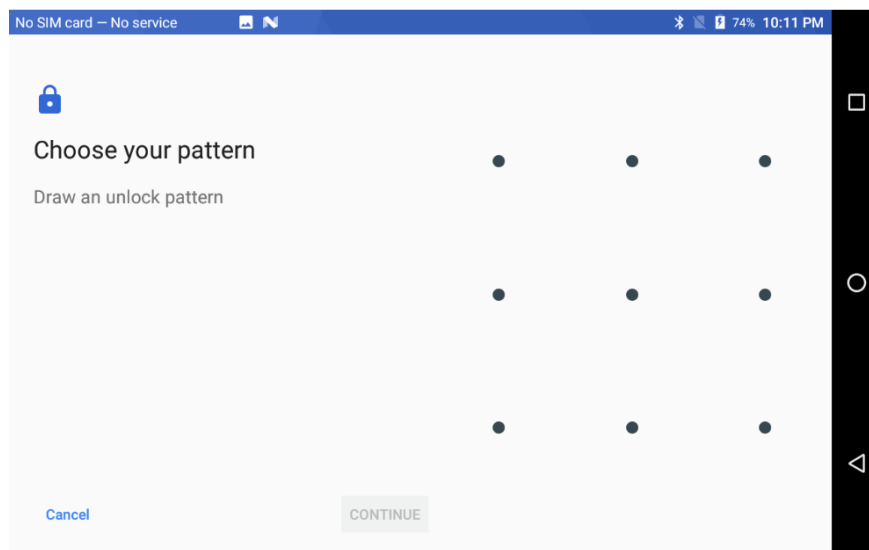 No SIM card — No service
74% 10:11 PM
Choose your pattern
Draw an unlock pattern
Cancel
CONTINUE